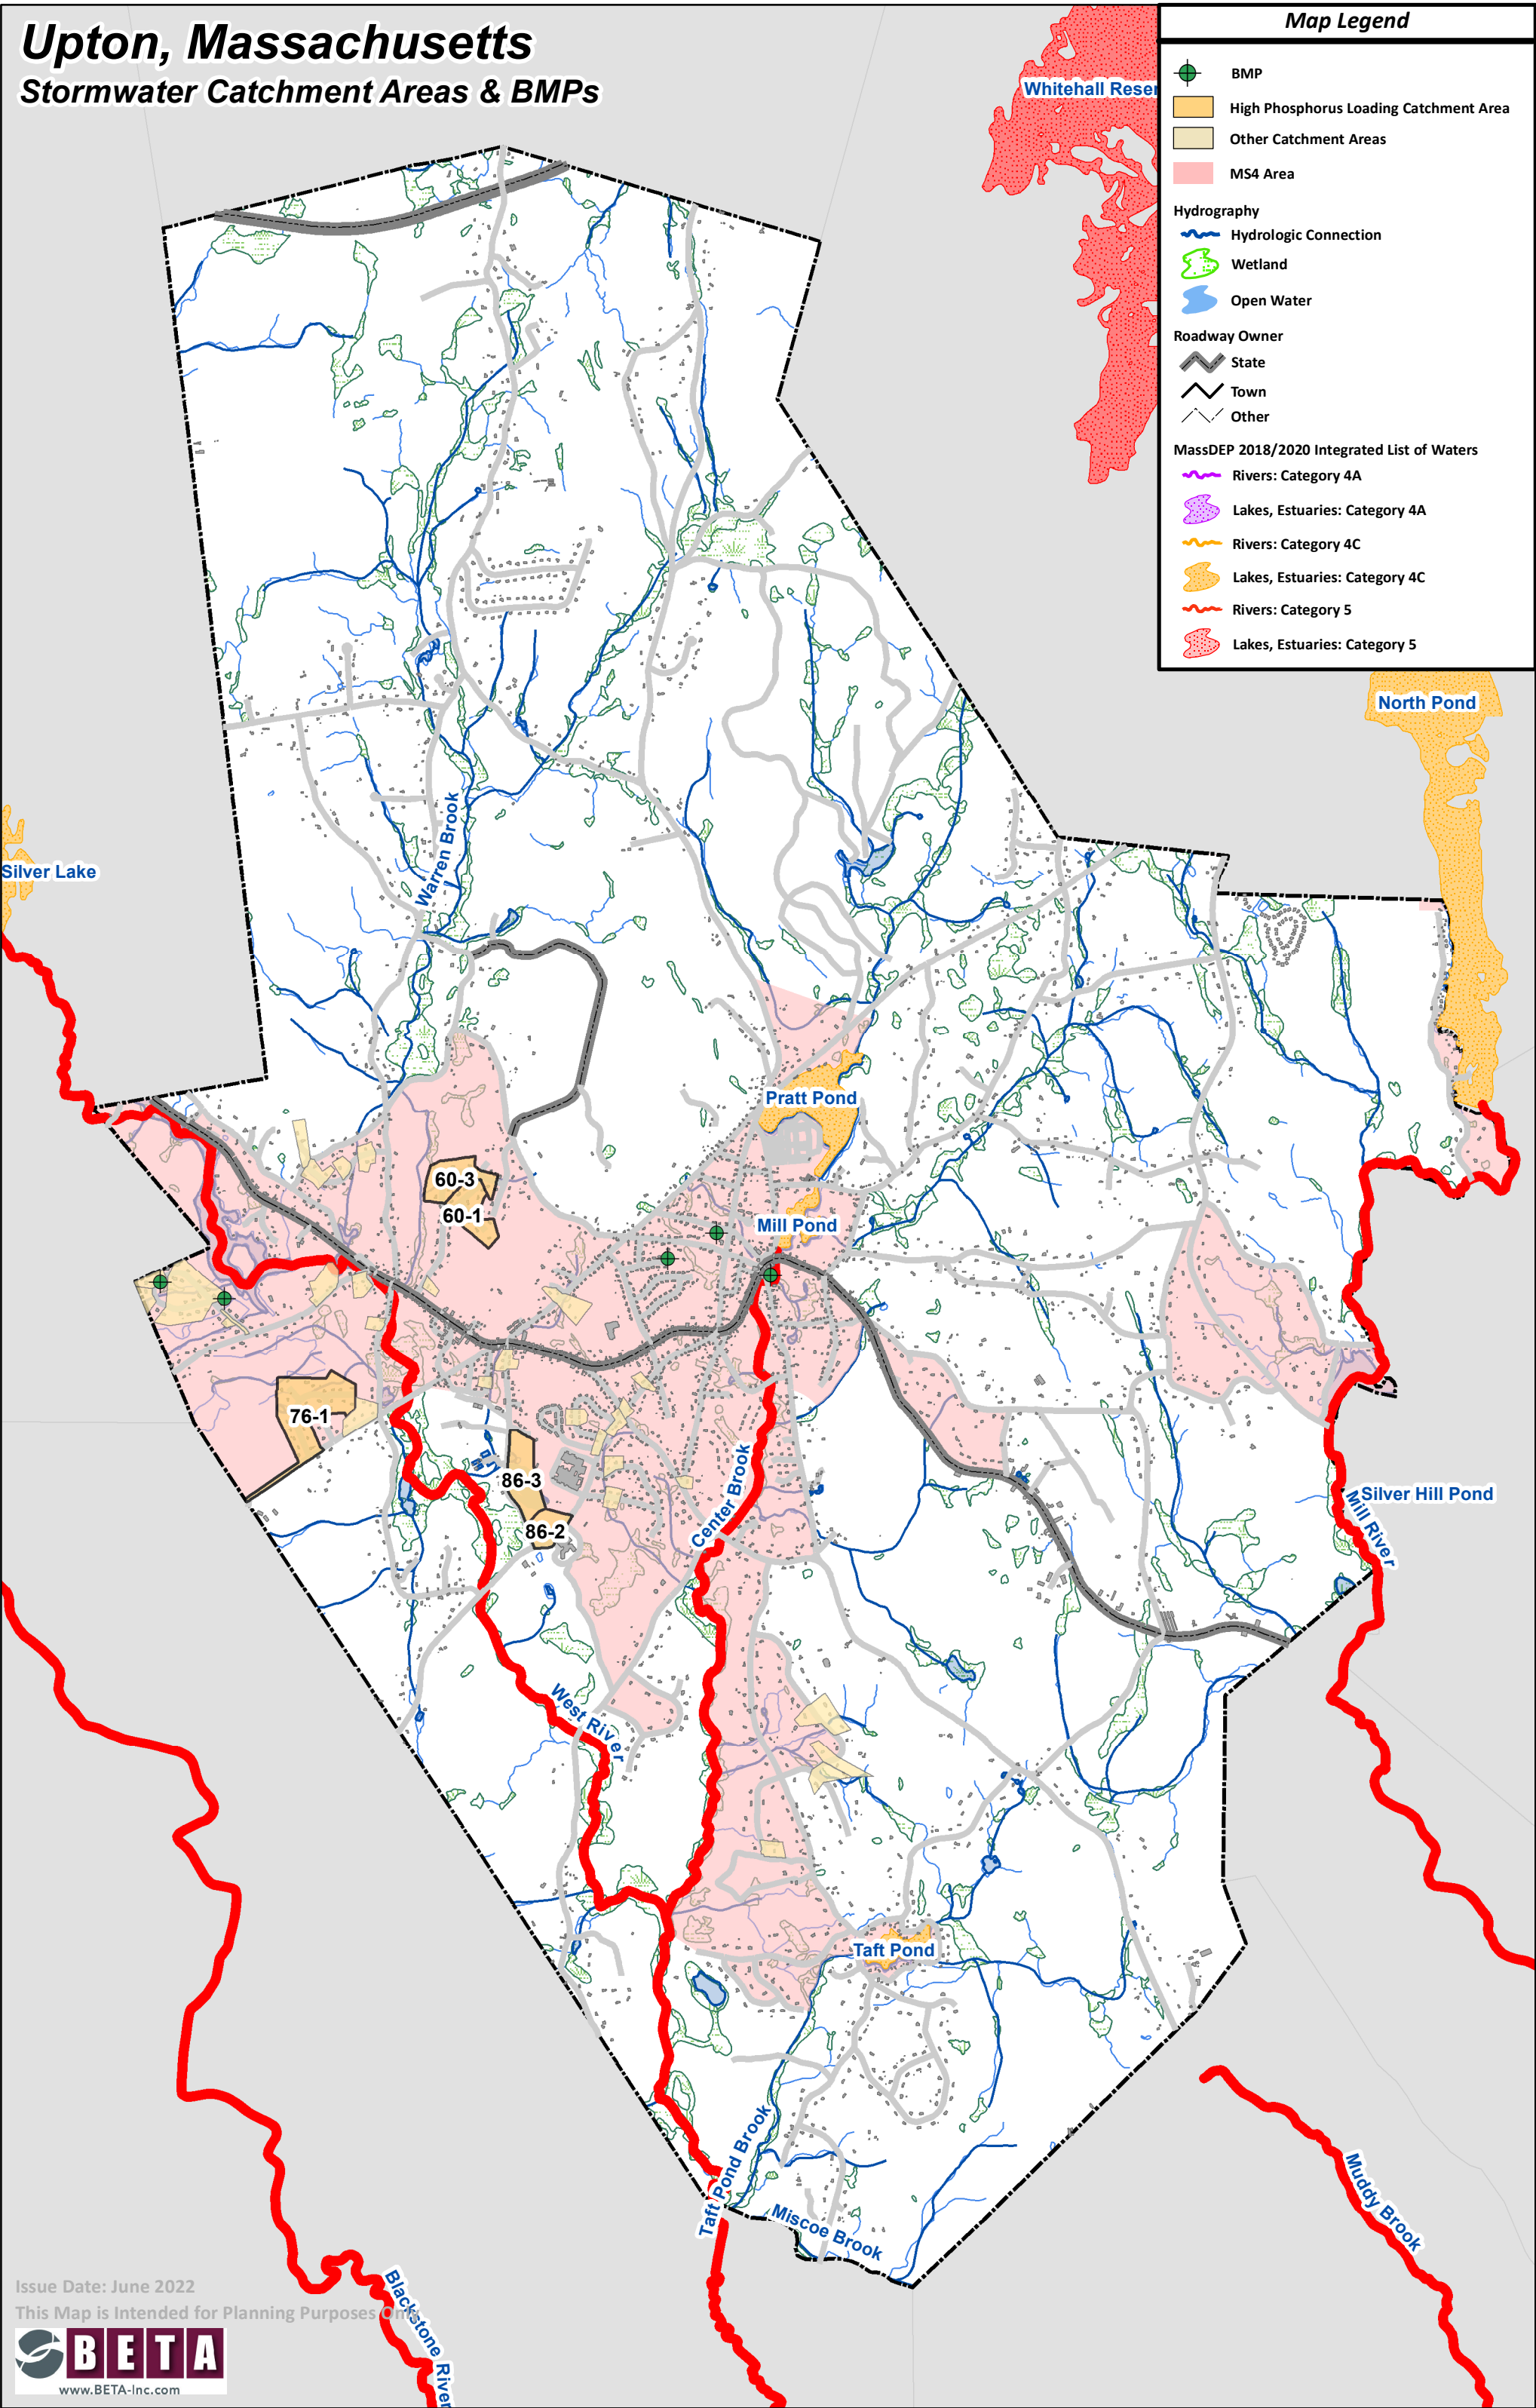 Upton, Massachusetts
Stormwater Catchment Areas & BMPs
Map Legend
BMP
High Phosphorus Loading Catchment Area
Other Catchment Areas
MS4 Area
Hydrography
Hydrologic Connection
Wetland
Open Water
Roadway Owner
State
Town
Other
MassDEP 2018/2020 Integrated List of Waters
Rivers: Category 4A
Lakes, Estuaries: Category 4A
Rivers: Category 4C
Lakes, Estuaries: Category 4C
Rivers: Category 5
Lakes, Estuaries: Category 5
Whitehall Reser
North Pond
Silver Lake
Warren Brook
Pratt Pond
60-3
60-1
Mill Pond
76-1
86-3
86-2
Center Brook
Silver Hill Pond
Mill River
West River
Taft Pond
Taft Pond Brook
Miscoe Brook
Muddy Brook
Blackstone River
Issue Date: June 2022
This Map is Intended for Planning Purposes Only
BETA
www.BETA-Inc.com